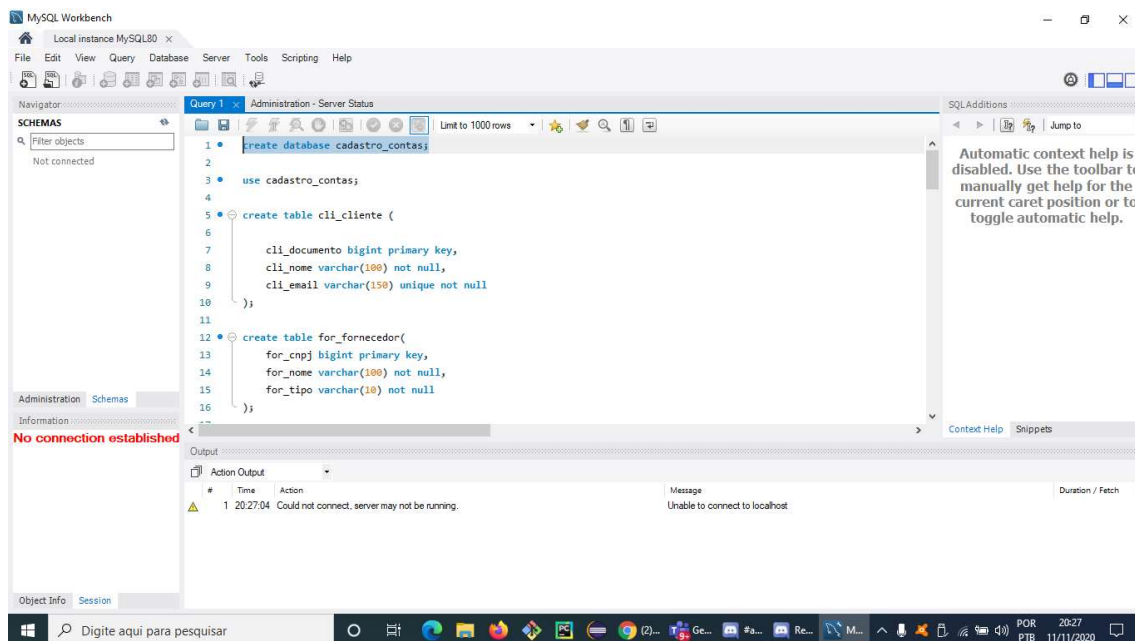 MySQL Workbench
Local instance MySQL80
File Edit View Query Database Server Tools Scripting Help
Navigator
SCHEMAS
Filter objects
Not connected
Administration Schemas
Information
No connection established
Object Info Session
Query 1 Administration - Server Status
Limit to 1000 rows
1 create database cadastro_contas;
2
3 use cadastro_contas;
4
5 create table cli_cliente (
6
7 cli_documento bigint primary key,
8 cli_nome varchar(100) not null,
9 cli_email varchar(150) unique not null
10 );
11
12 create table for_fornecedor(
13 for_cnpj bigint primary key,
14 for_nome varchar(100) not null,
15 for_tipo varchar(10) not null
16 );
Output
Action Output
# Time Action Message Duration / Fetch
1 20:27:04 Could not connect, server may not be running. Unable to connect to localhost
SQLAdditions
Jump to
Automatic context help is
disabled. Use the toolbar to
manually get help for the
current caret position or to
toggle automatic help.
Context Help Snippets
Digite aqui para pesquisar
(2)... Ge... #a... Re... M...
POR 20:27
PTB 11/11/2020